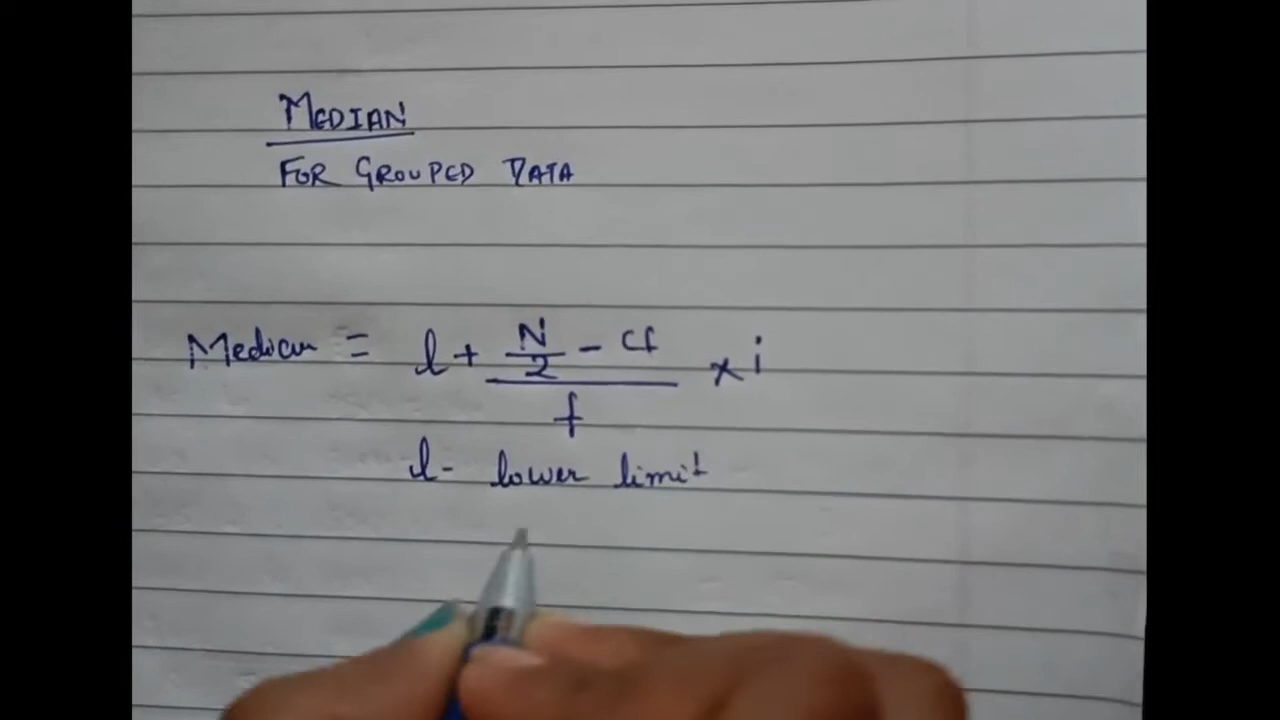 MEDIAN
FOR GROUPED DATA
Median = l + N/2 - cf / f x i
l - lower limit